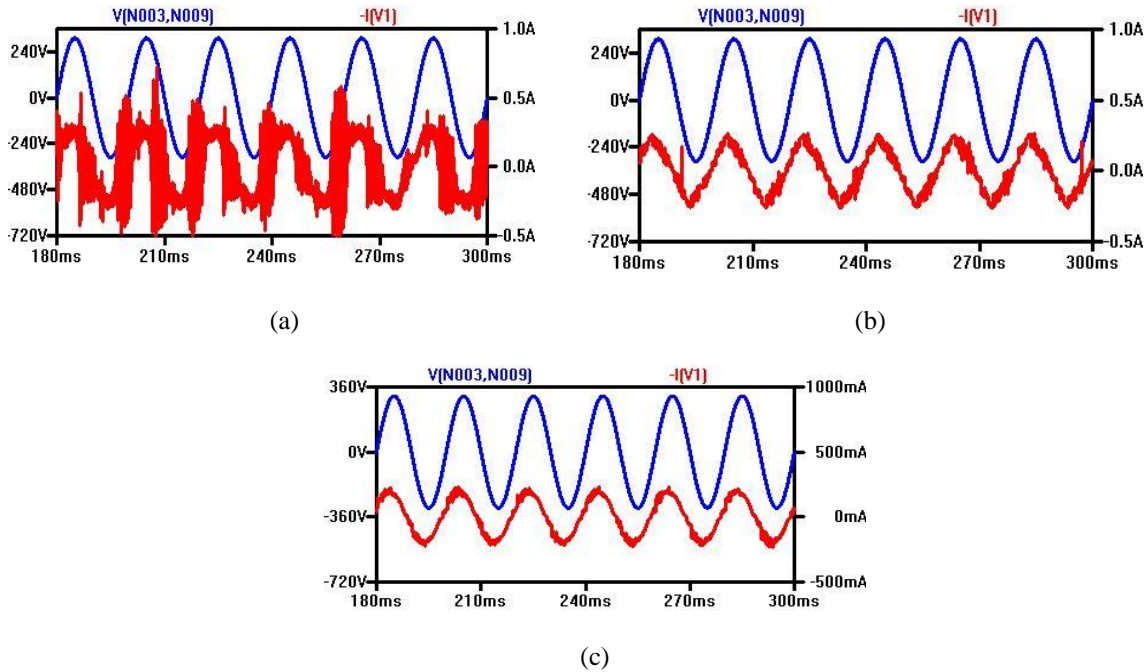 V(N003,N009) -I(V1)
240V 1.0A
0V 0.5A
-240V 0.0A
-480V
-720V -0.5A
180ms 210ms 240ms 270ms 300ms
(a)
V(N003,N009) -I(V1)
240V 1.0A
0V 0.5A
-240V 0.0A
-480V
-720V -0.5A
180ms 210ms 240ms 270ms 300ms
(b)
V(N003,N009) -I(V1)
360V 1000mA
0V 500mA
-360V 0mA
-720V -500mA
180ms 210ms 240ms 270ms 300ms
(c)